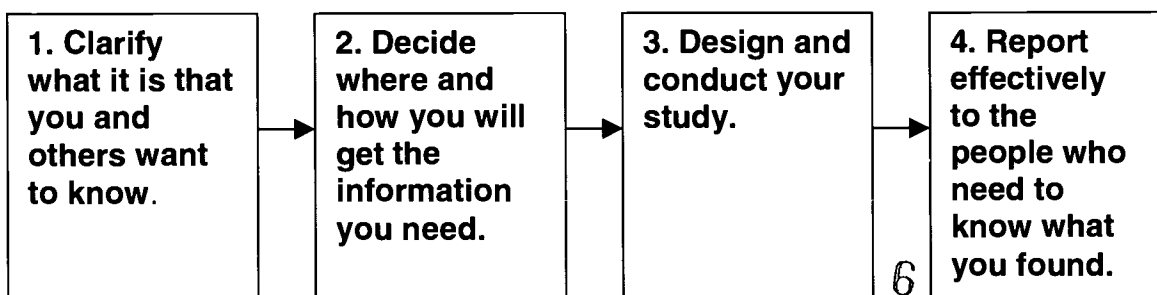 1. Clarify
what it is that
you and
others want
to know.
2. Decide
where and
how you will
get the
information
you need.
3. Design and
conduct your
study.
4. Report
effectively
to the
people who
need to
know what
you found.
6